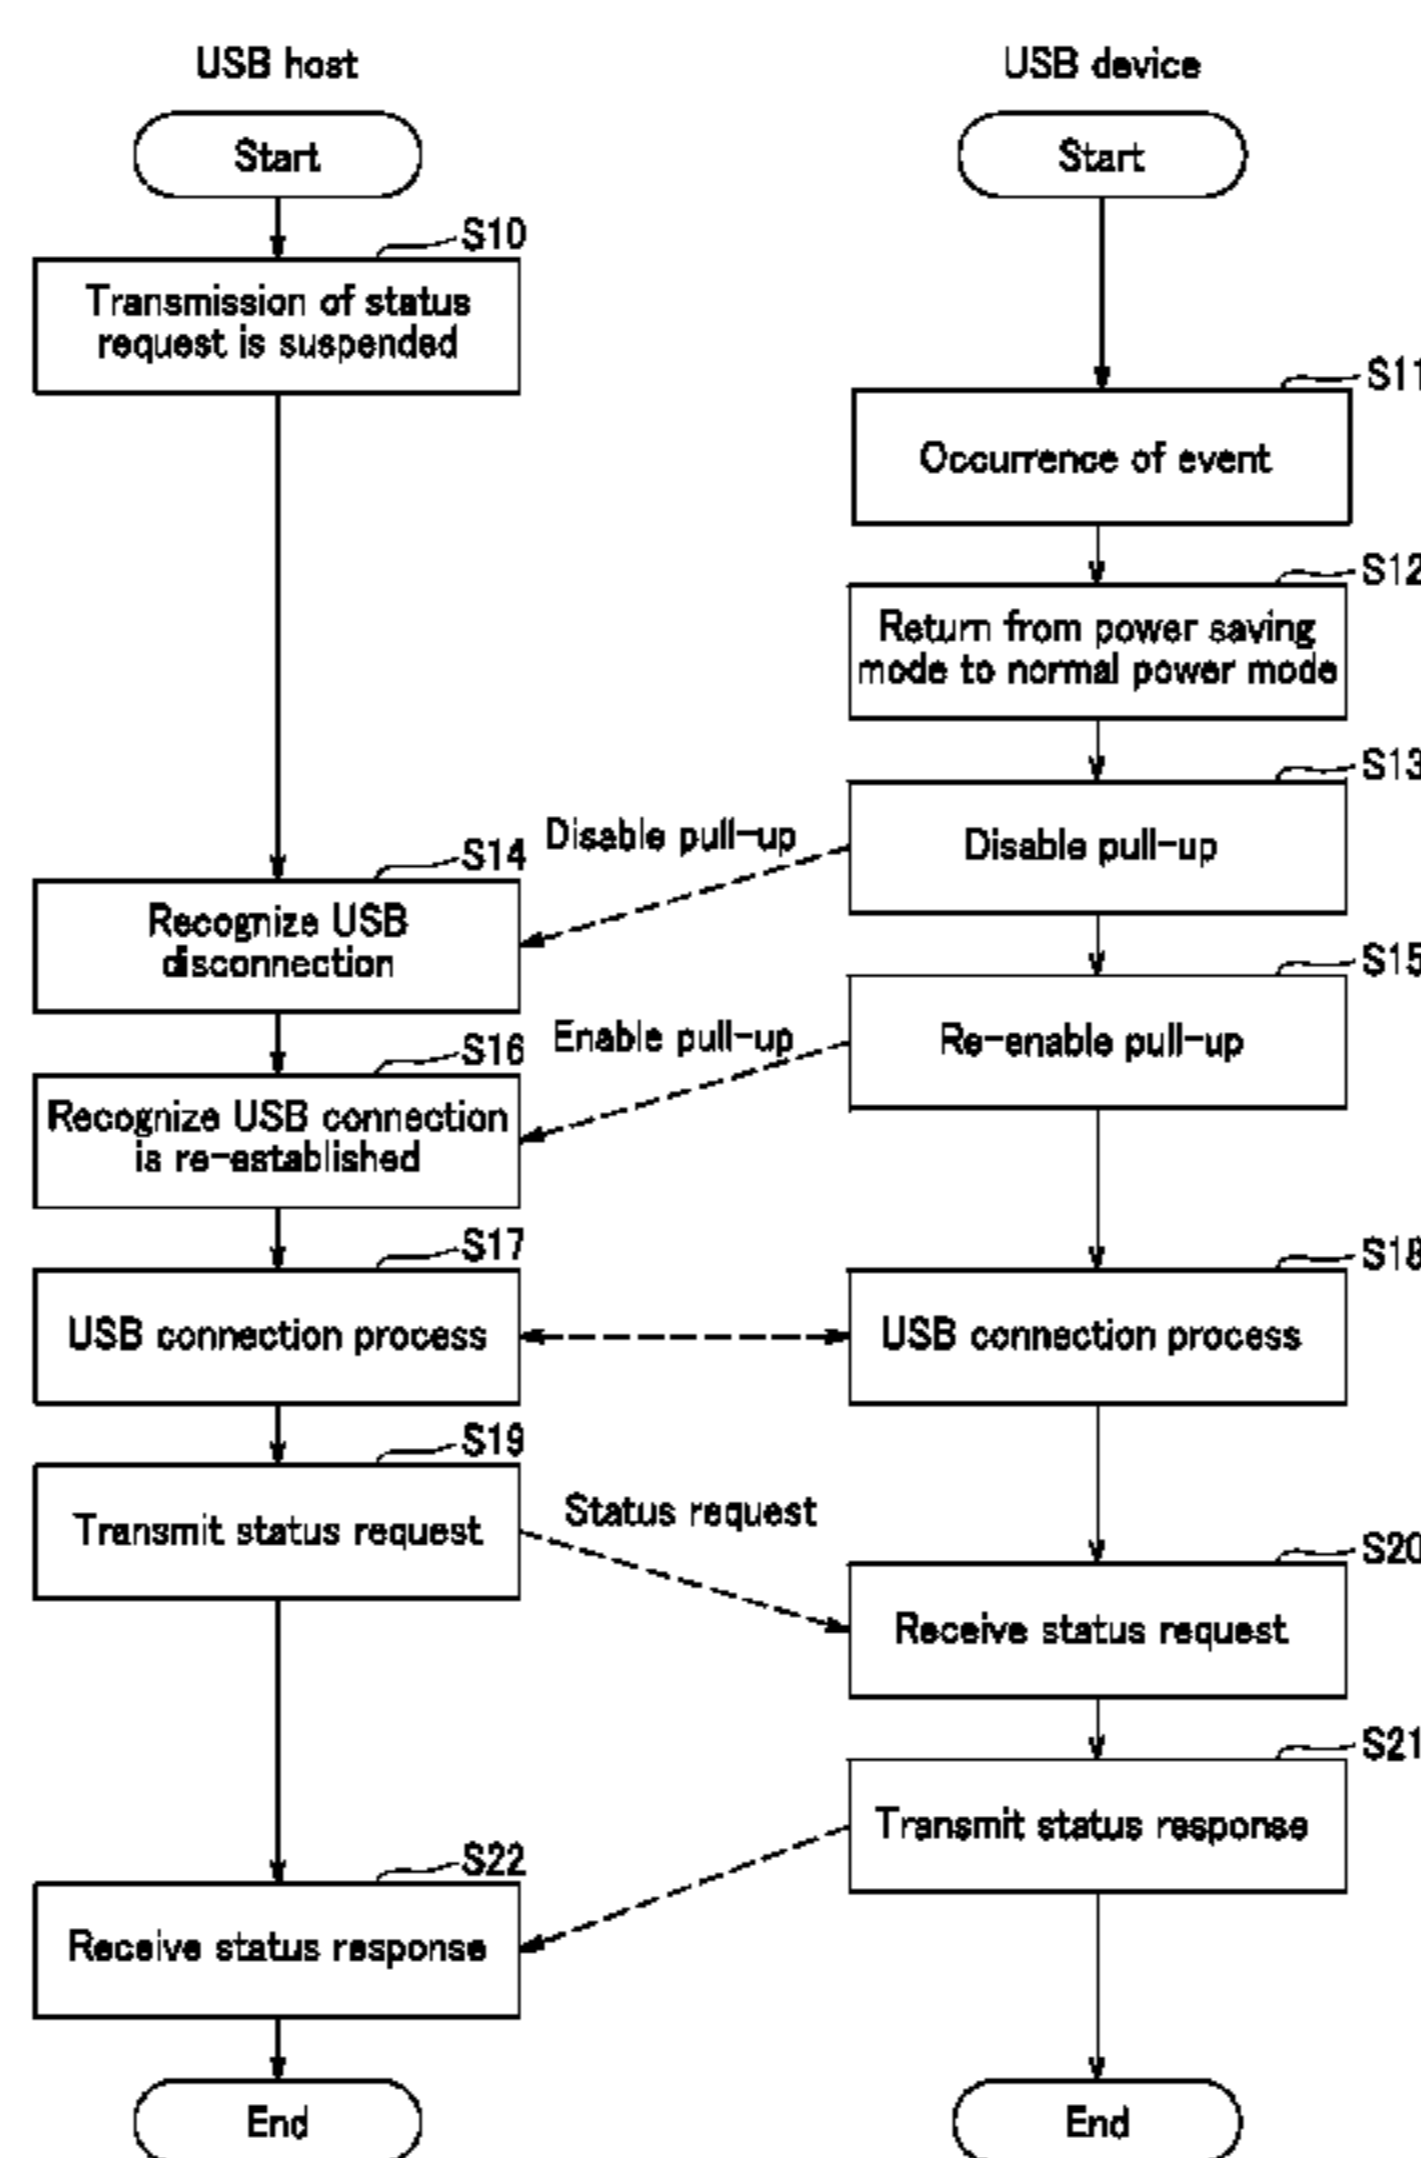 USB host
USB device
Start
Start
S10
Transmission of status
request is suspended
S11
Occurrence of event
S12
Return from power saving
mode to normal power mode
S13
Disable pull-up
Disable pull-up
S14
Recognize USB
disconnection
S15
Re-enable pull-up
Enable pull-up
S16
Recognize USB connection
is re-established
S17
USB connection process
S18
USB connection process
S19
Transmit status request
Status request
S20
Receive status request
S21
Transmit status response
S22
Receive status response
End
End